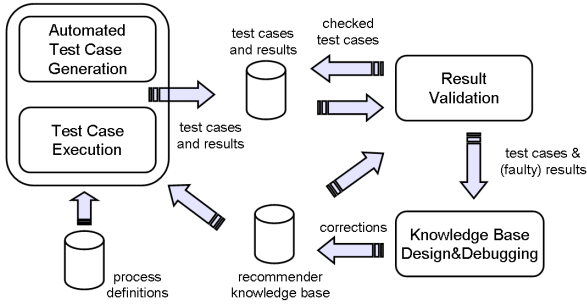 Automated
Test Case
Generation
Test Case
Execution
test cases
and results
test cases
and results
checked
test cases
Result
Validation
test cases &
(faulty) results
Knowledge Base
Design&Debugging
corrections
recommender
knowledge base
process
definitions